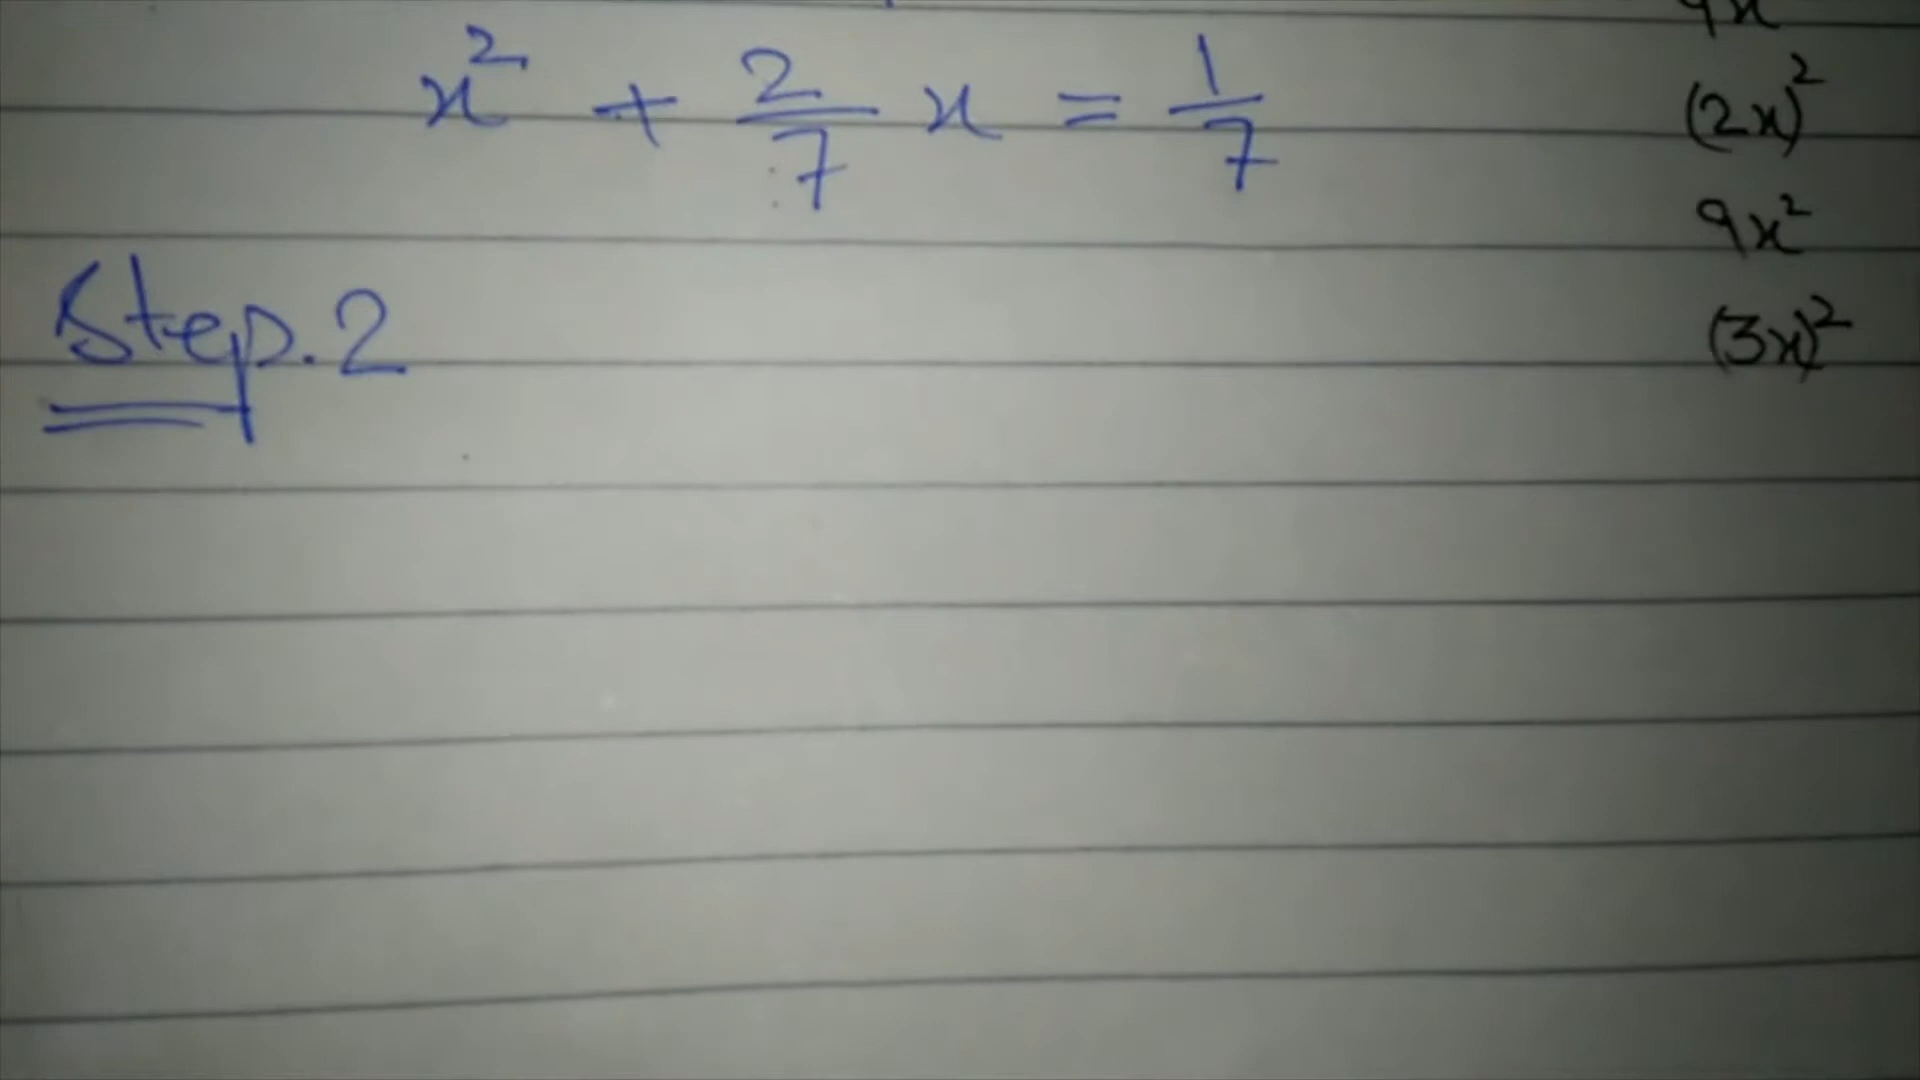 x² + 2/7 x = 1/7
Step. 2
(2x)²
9x²
(3x)²